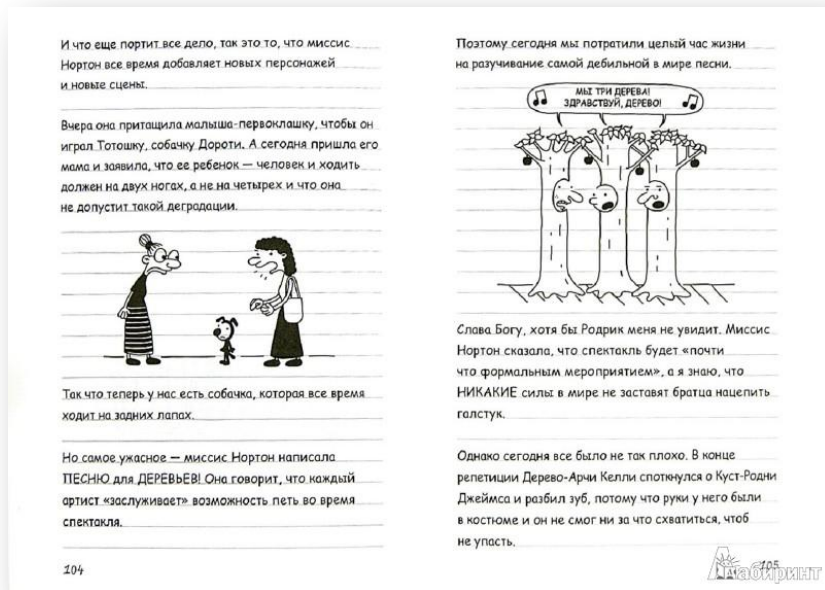 И что еще портит все дело, так это то, что миссис
Нортон все время добавляет новых персонажей
и новые сцены.
Вчера она притащила малыша-первоклашку, чтобы он
играл Тотошку, собачку Дороти. А сегодня пришла его
мама и заявила, что ее ребенок — человек и ходить
должен на двух ногах, а не на четырех и что она
не допустит такой деградации.
Так что теперь у нас есть собачка, которая все время
ходит на задних лапах.
Но самое ужасное — миссис Нортон написала
ПЕСНЮ для ДЕРЕВЬЕВ! Она говорит, что каждый
артист «заслуживает» возможность петь во время
спектакля.
104
Поэтому сегодня мы потратили целый час жизни
на разучивание самой дебильной в мире песни.
МЫ ТРИ ДЕРЕВА!
ЗДРАВСТВУЙ, ДЕРЕВО!
Слава Богу, хотя бы Родрик меня не увидит. Миссис
Нортон сказала, что спектакль будет «почти
что формальным мероприятием», а я знаю, что
НИКАКИЕ силы в мире не заставят братца нацепить
галстук.
Однако сегодня все было не так плохо. В конце
репетиции Дерево-Арчи Келли споткнулся о Куст-Родни
Джеймса и разбил зуб, потому что руки у него были
в костюме и он не смог ни за что схватиться, чтоб
не упасть.
105
Лабиринт